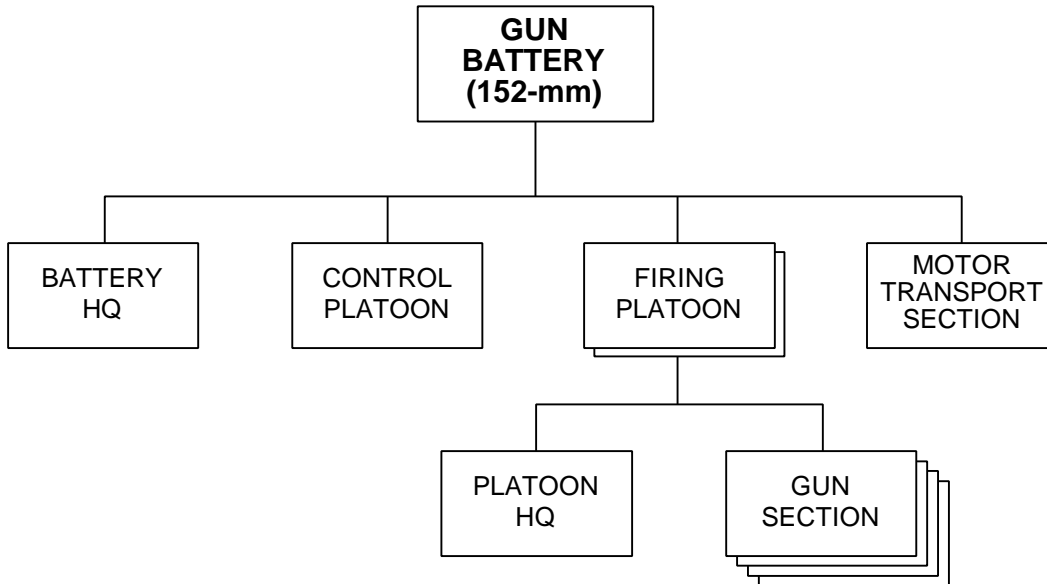 GUN
BATTERY
(152-mm)
BATTERY
HQ
CONTROL
PLATOON
FIRING
PLATOON
MOTOR
TRANSPORT
SECTION
PLATOON
HQ
GUN
SECTION